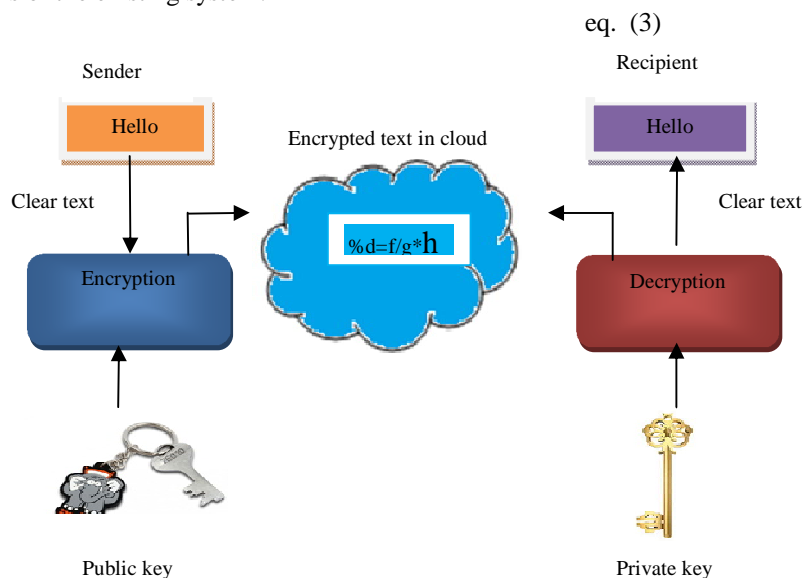 eq. (3)
Sender
Recipient
Hello
Hello
Encrypted text in cloud
Clear text
Clear text
%d=f/g*h
Encryption
Decryption
Public key
Private key